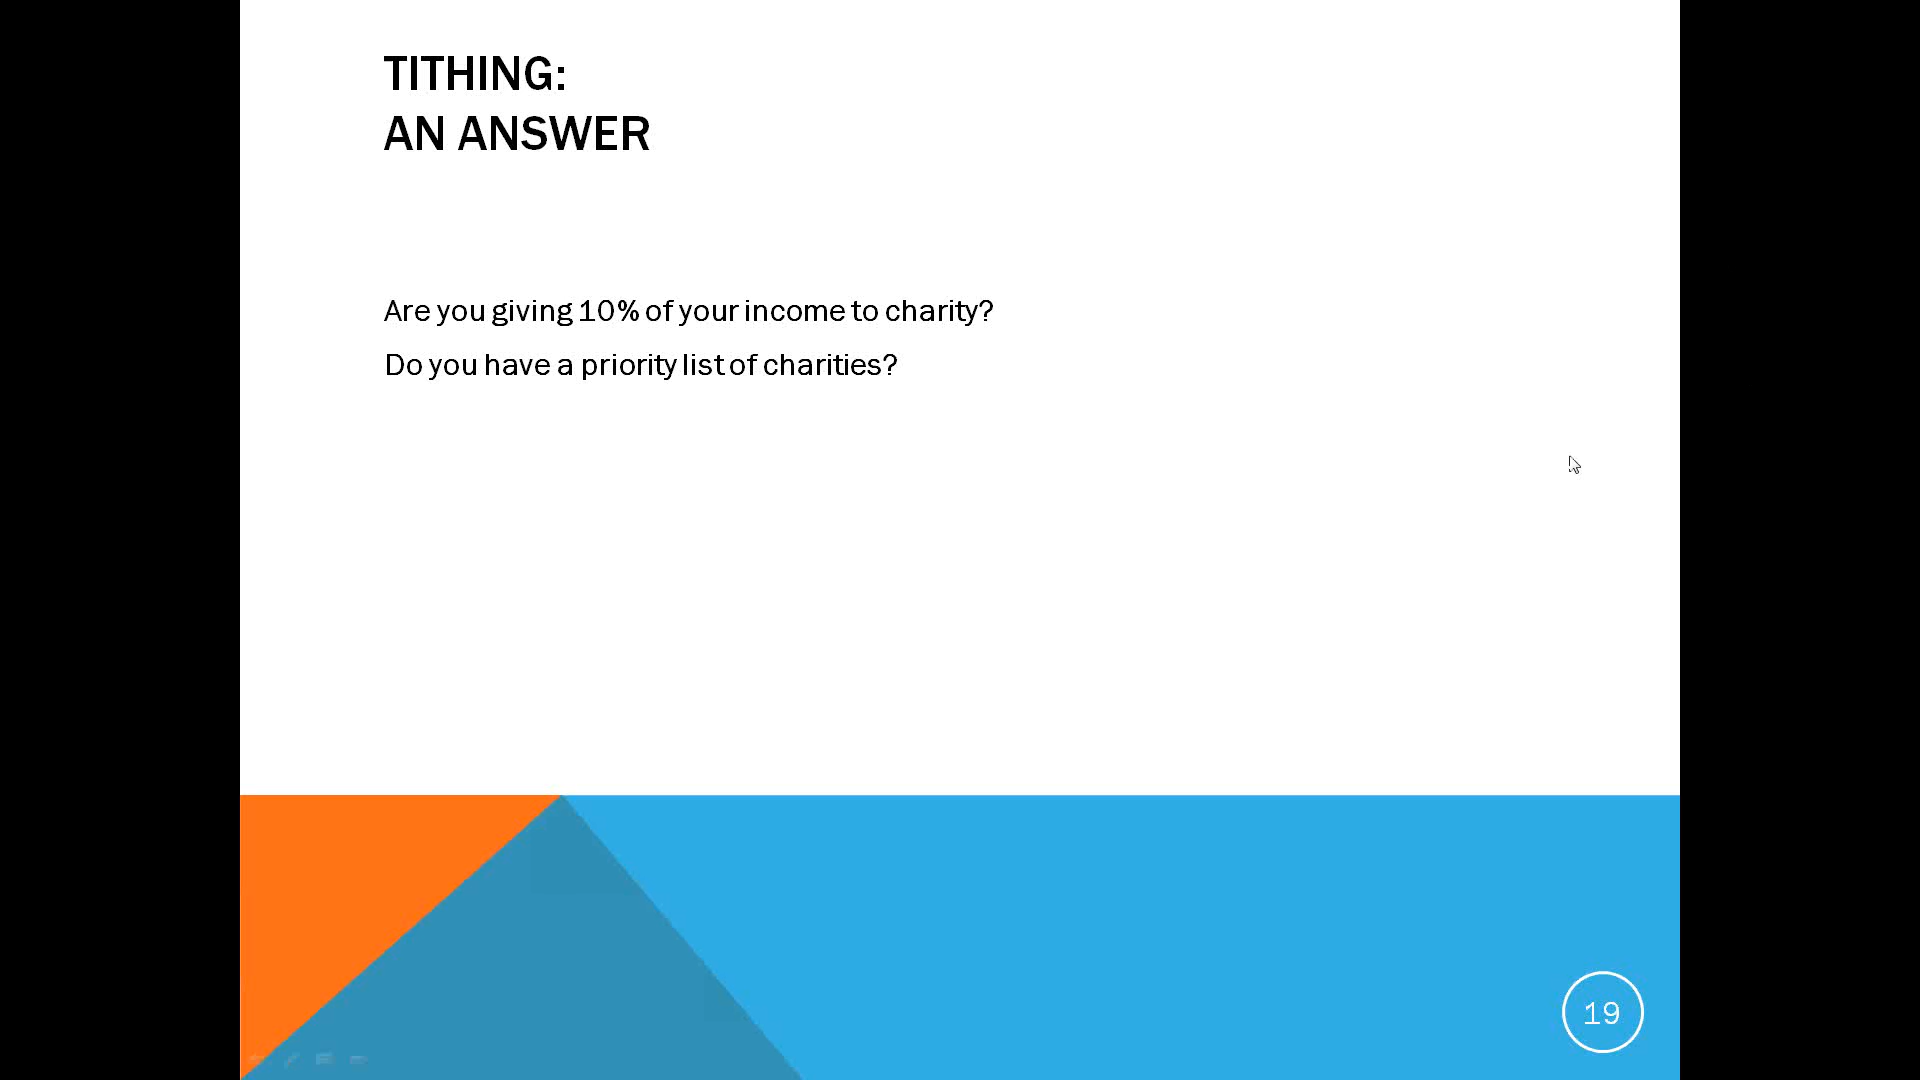 TITHING:
AN ANSWER
Are you giving 10% of your income to charity?
Do you have a priority list of charities?
19